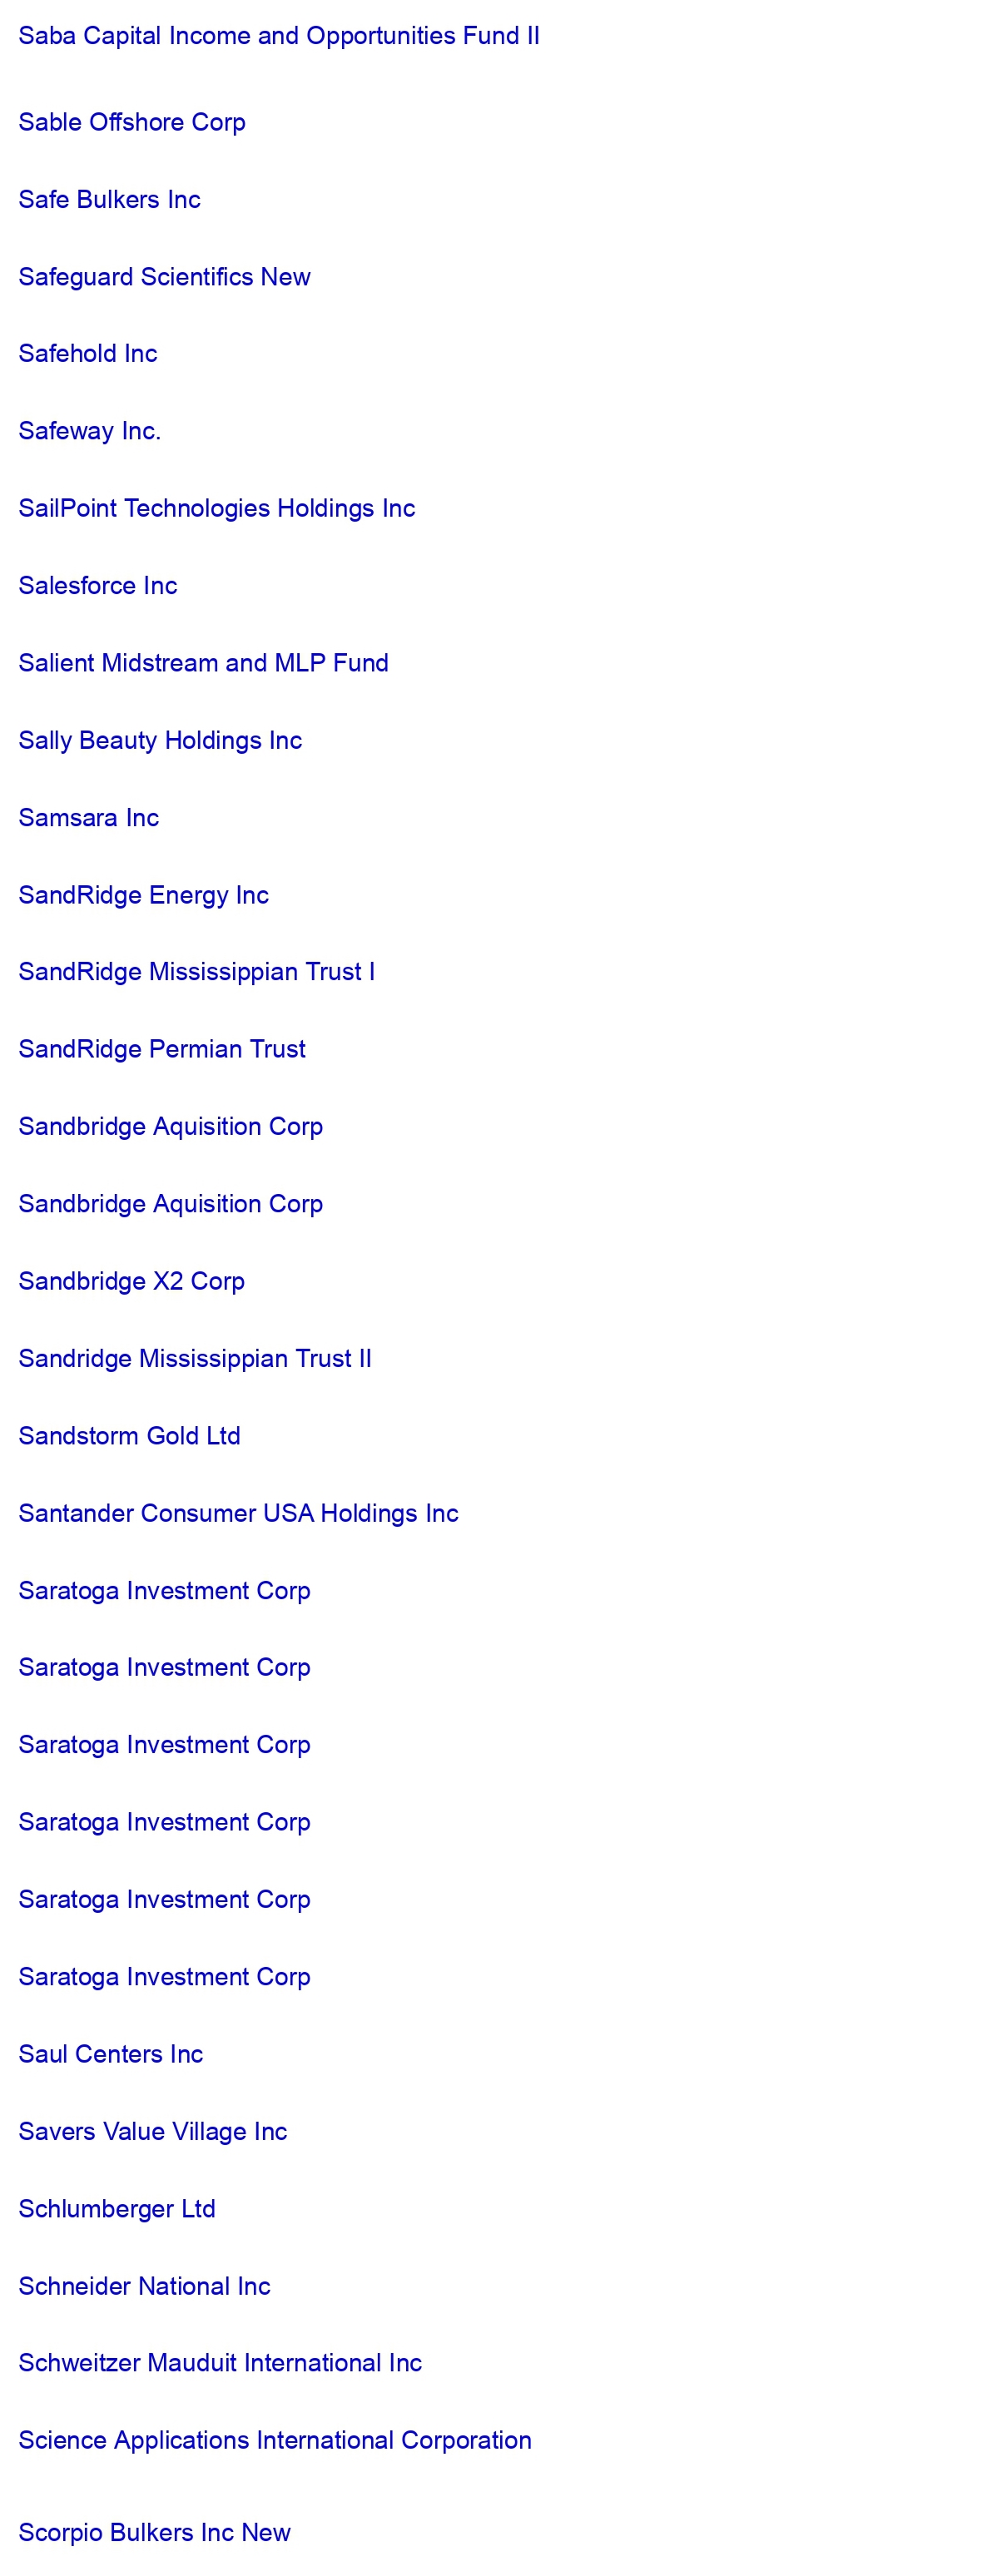 Saba Capital Income and Opportunities Fund II
Sable Offshore Corp
Safe Bulkers Inc
Safeguard Scientifics New
Safehold Inc
Safeway Inc.
SailPoint Technologies Holdings Inc
Salesforce Inc
Salient Midstream and MLP Fund
Sally Beauty Holdings Inc
Samsara Inc
SandRidge Energy Inc
SandRidge Mississippian Trust I
SandRidge Permian Trust
Sandbridge Aquisition Corp
Sandbridge Aquisition Corp
Sandbridge X2 Corp
Sandridge Mississippian Trust II
Sandstorm Gold Ltd
Santander Consumer USA Holdings Inc
Saratoga Investment Corp
Saratoga Investment Corp
Saratoga Investment Corp
Saratoga Investment Corp
Saratoga Investment Corp
Saratoga Investment Corp
Saul Centers Inc
Savers Value Village Inc
Schlumberger Ltd
Schneider National Inc
Schweitzer Mauduit International Inc
Science Applications International Corporation
Scorpio Bulkers Inc New